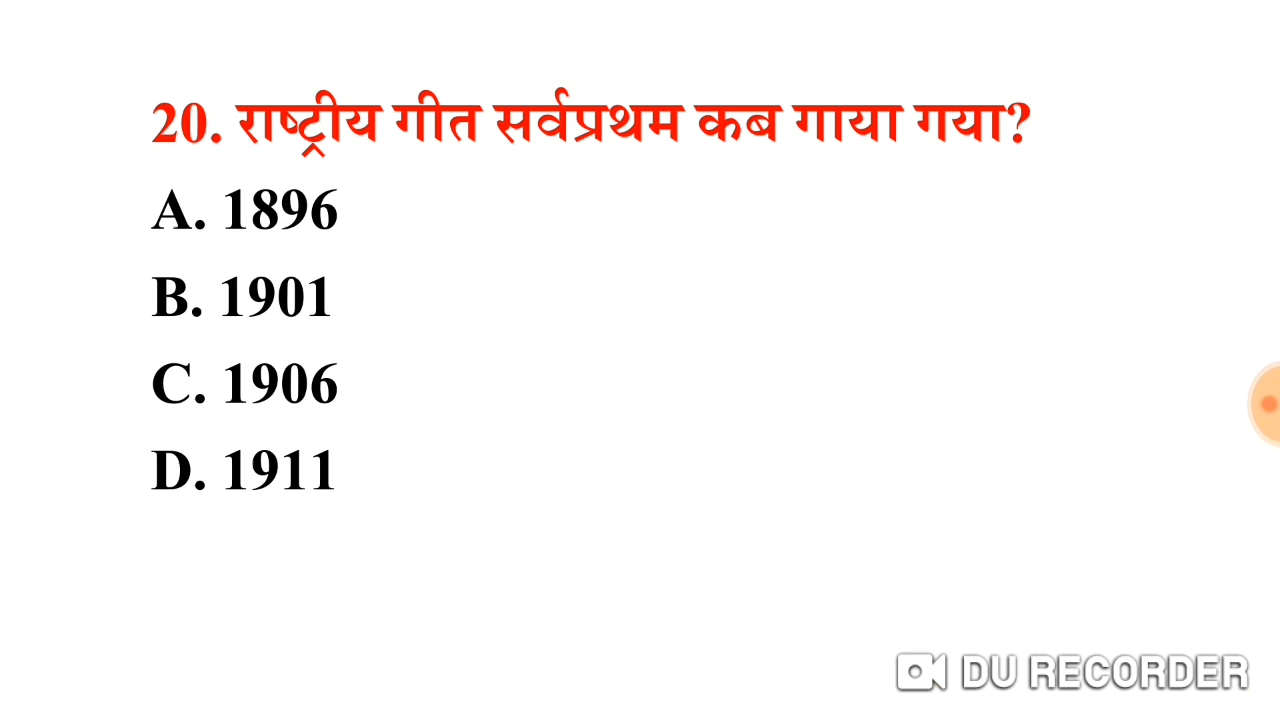 20. राष्ट्रीय गीत सर्वप्रथम कब गाया गया?
A. 1896
B. 1901
C. 1906
D. 1911
DU RECORDER